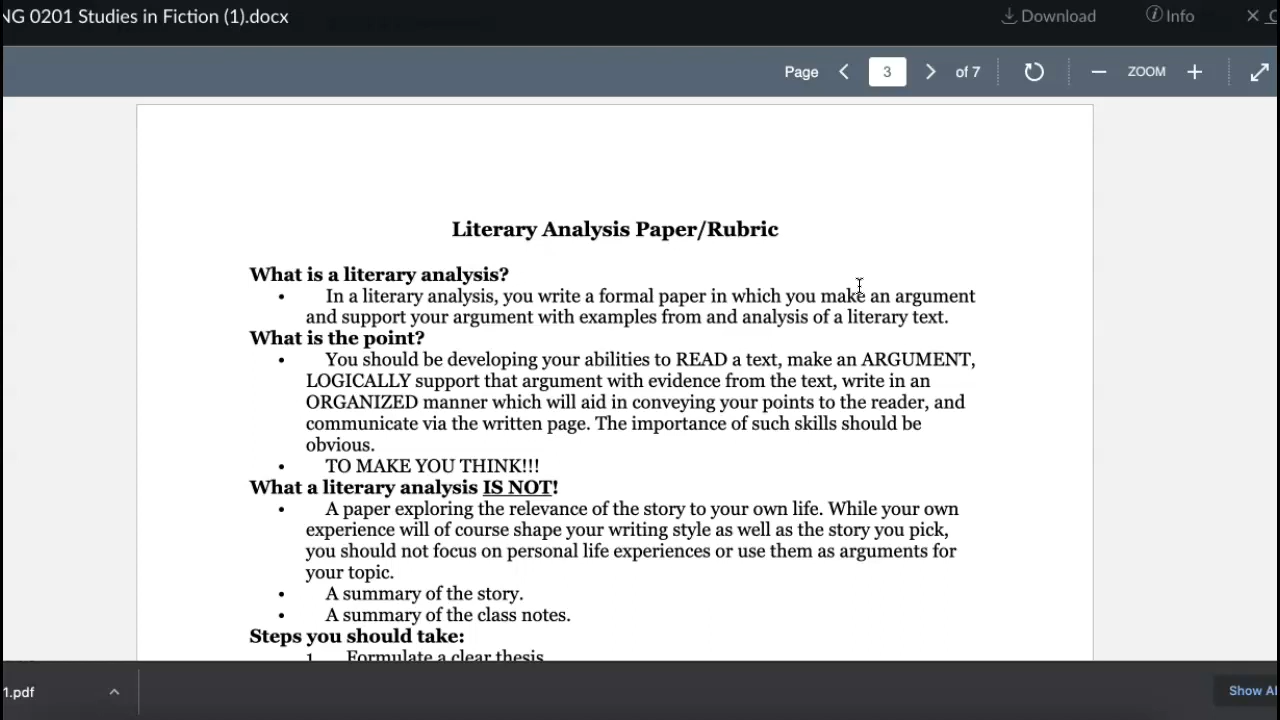 NG 0201 Studies in Fiction (1).docx
Download
Info
Page 3 of 7
ZOOM
Literary Analysis Paper/Rubric
What is a literary analysis?
• In a literary analysis, you write a formal paper in which you make an argument
and support your argument with examples from and analysis of a literary text.
What is the point?
• You should be developing your abilities to READ a text, make an ARGUMENT,
LOGICALLY support that argument with evidence from the text, write in an
ORGANIZED manner which will aid in conveying your points to the reader, and
communicate via the written page. The importance of such skills should be
obvious.
• TO MAKE YOU THINK!!!
What a literary analysis IS NOT!
• A paper exploring the relevance of the story to your own life. While your own
experience will of course shape your writing style as well as the story you pick,
you should not focus on personal life experiences or use them as arguments for
your topic.
• A summary of the story.
• A summary of the class notes.
Steps you should take:
1. Formulate a clear thesis
1.pdf
Show